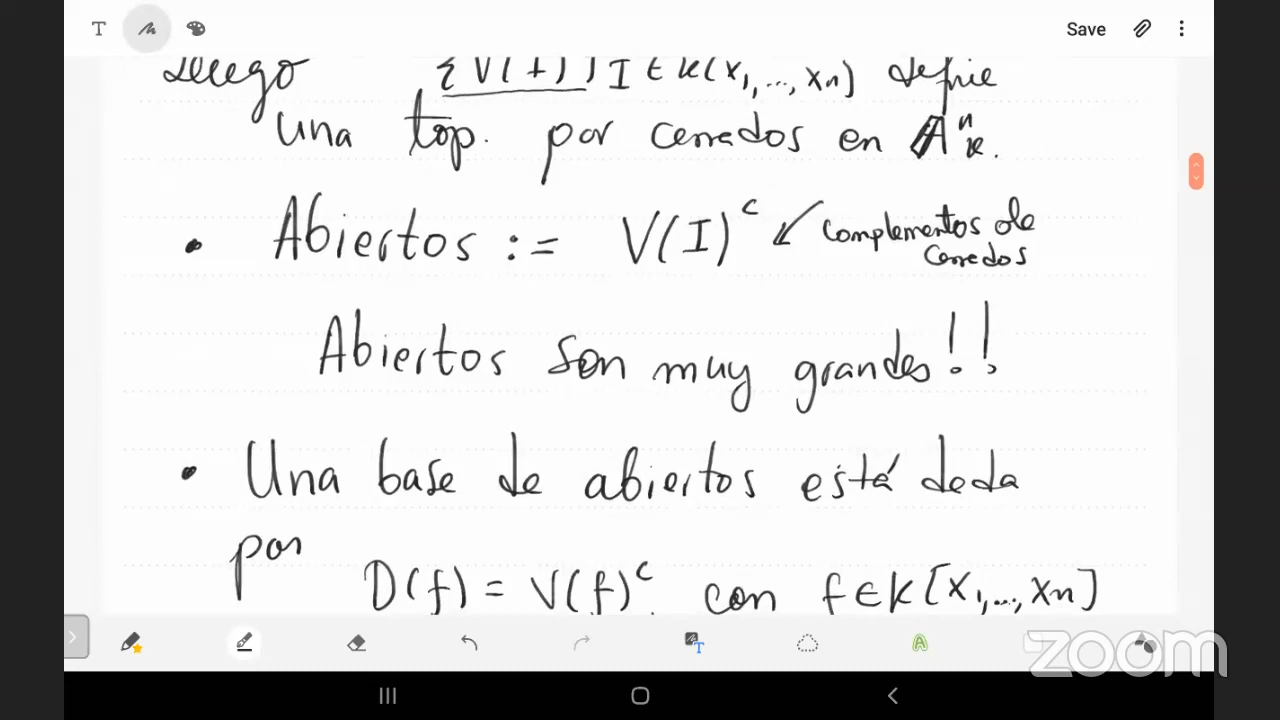 Save
Luego {V(I)} I ∈ k(x1, ..., xn] define
una top. por cerrados en A^n_k.
• Abiertos := V(I)^c ↙ Complementos de
cerrados
Abiertos son muy grandes!!
• Una base de abiertos está dada
por
D(f) = V(f)^c. con f∈K[x1,...,xn]
T
zoom